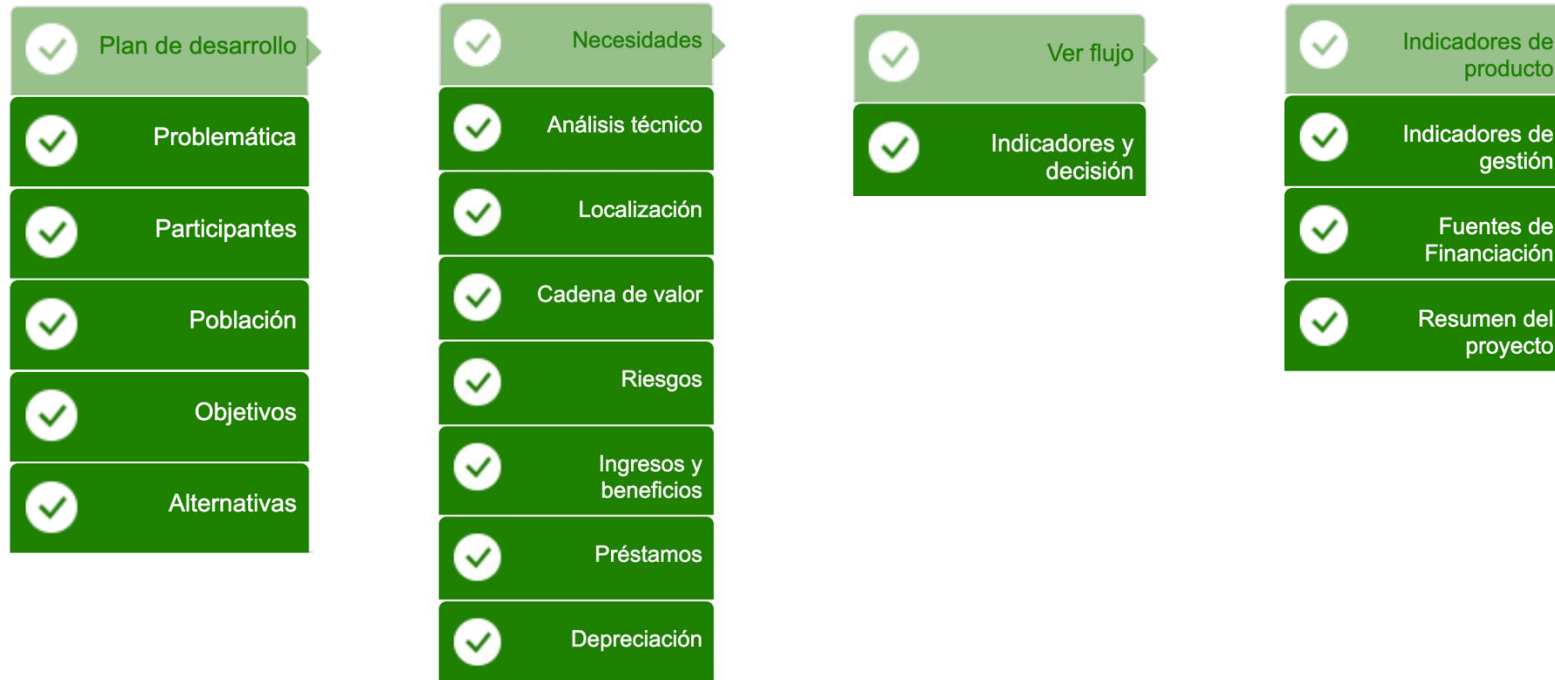 Plan de desarrollo
Problemática
Participantes
Población
Objetivos
Alternativas
Necesidades
Análisis técnico
Localización
Cadena de valor
Riesgos
Ingresos y
beneficios
Préstamos
Depreciación
Ver flujo
Indicadores y
decisión
Indicadores de
producto
Indicadores de
gestión
Fuentes de
Financiación
Resumen del
proyecto